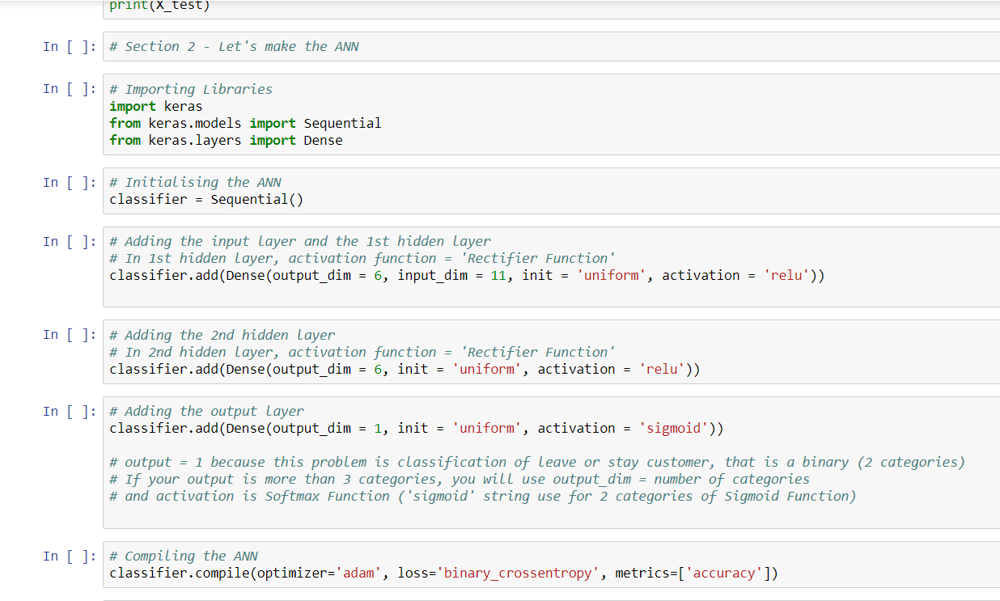 print(X_test)
In [ ]: # Section 2 - Let's make the ANN
In [ ]: # Importing Libraries
import keras
from keras.models import Sequential
from keras.layers import Dense
In [ ]: # Initialising the ANN
classifier = Sequential()
In [ ]: # Adding the input layer and the 1st hidden layer
# In 1st hidden layer, activation function = 'Rectifier Function'
classifier.add(Dense(output_dim = 6, input_dim = 11, init = 'uniform', activation = 'relu'))
In [ ]: # Adding the 2nd hidden layer
# In 2nd hidden layer, activation function = 'Rectifier Function'
classifier.add(Dense(output_dim = 6, init = 'uniform', activation = 'relu'))
In [ ]: # Adding the output layer
classifier.add(Dense(output_dim = 1, init = 'uniform', activation = 'sigmoid'))
# output = 1 because this problem is classification of leave or stay customer, that is a binary (2 categories)
# If your output is more than 3 categories, you will use output_dim = number of categories
# and activation is Softmax Function ('sigmoid' string use for 2 categories of Sigmoid Function)
In [ ]: # Compiling the ANN
classifier.compile(optimizer='adam', loss='binary_crossentropy', metrics=['accuracy'])